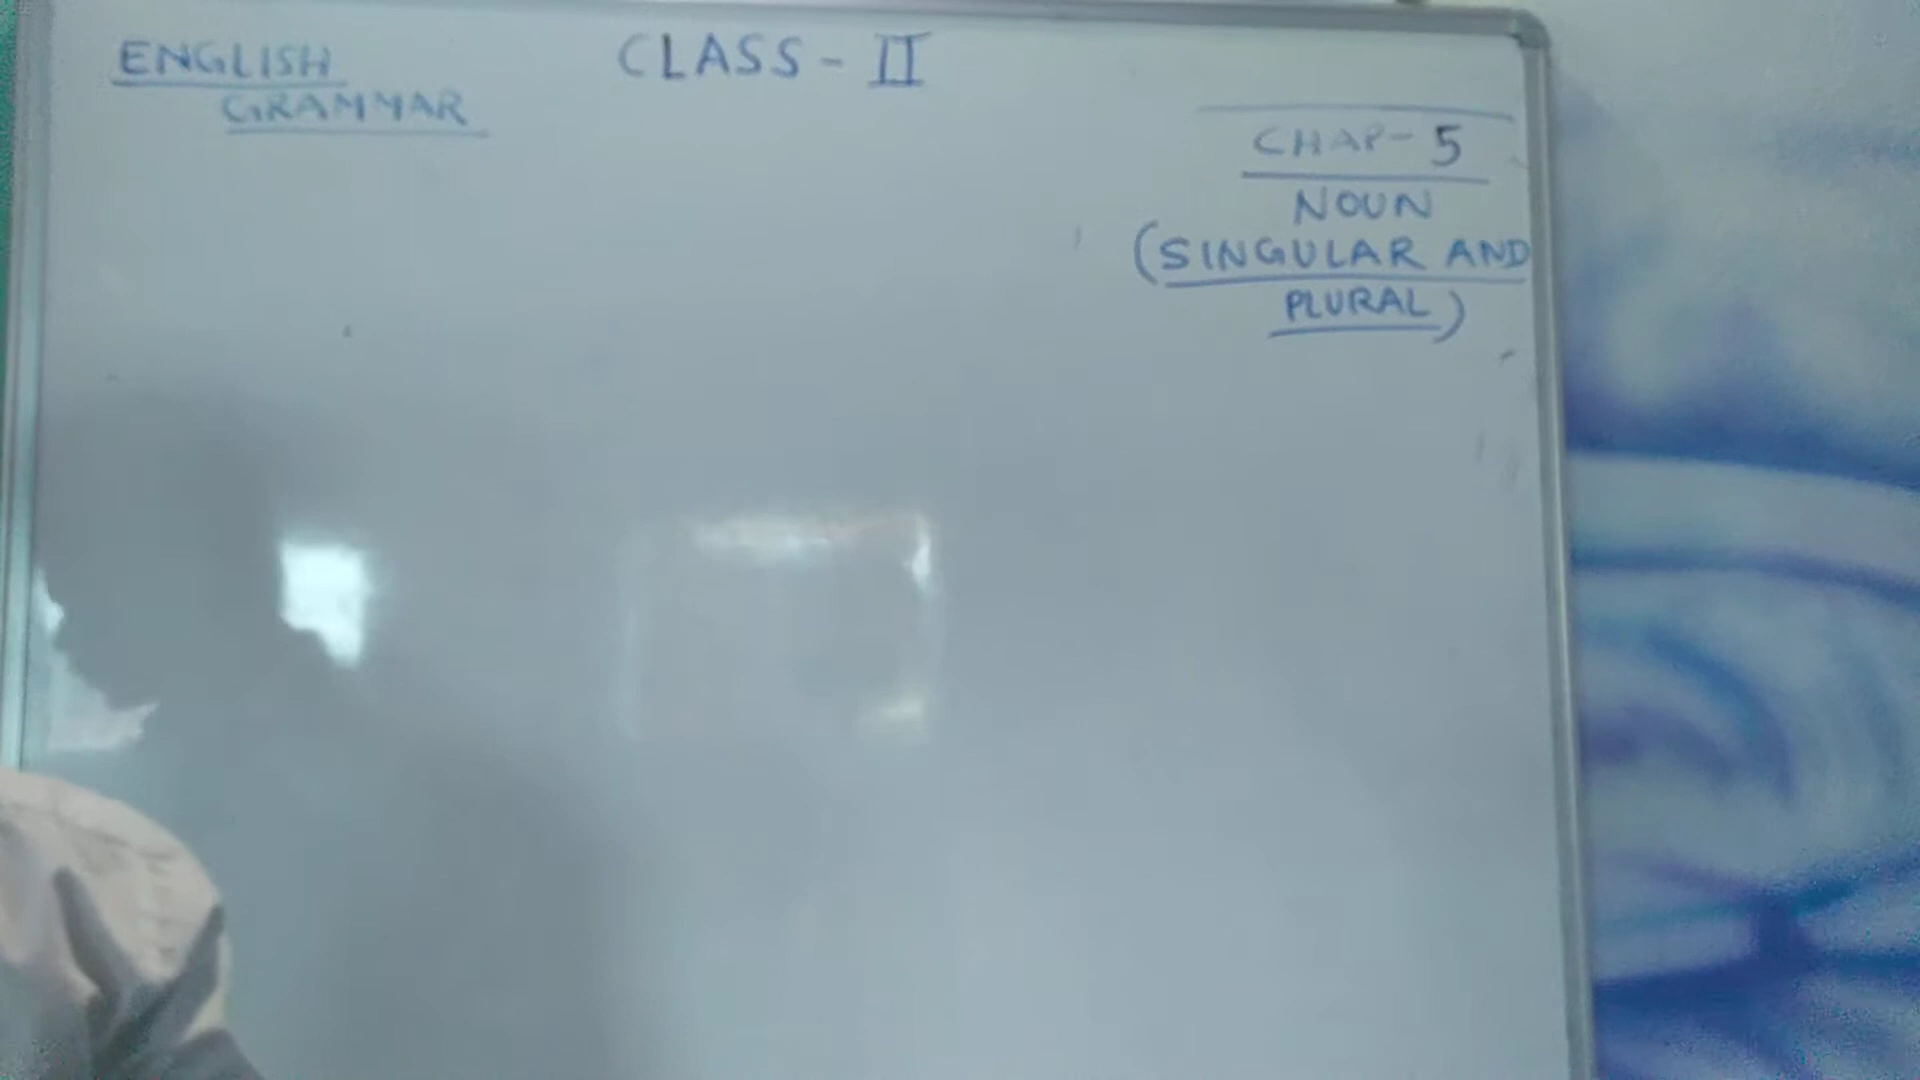 ENGLISH
GRAMMAR
CLASS - II
CHAP- 5
NOUN
(SINGULAR AND
PLURAL)